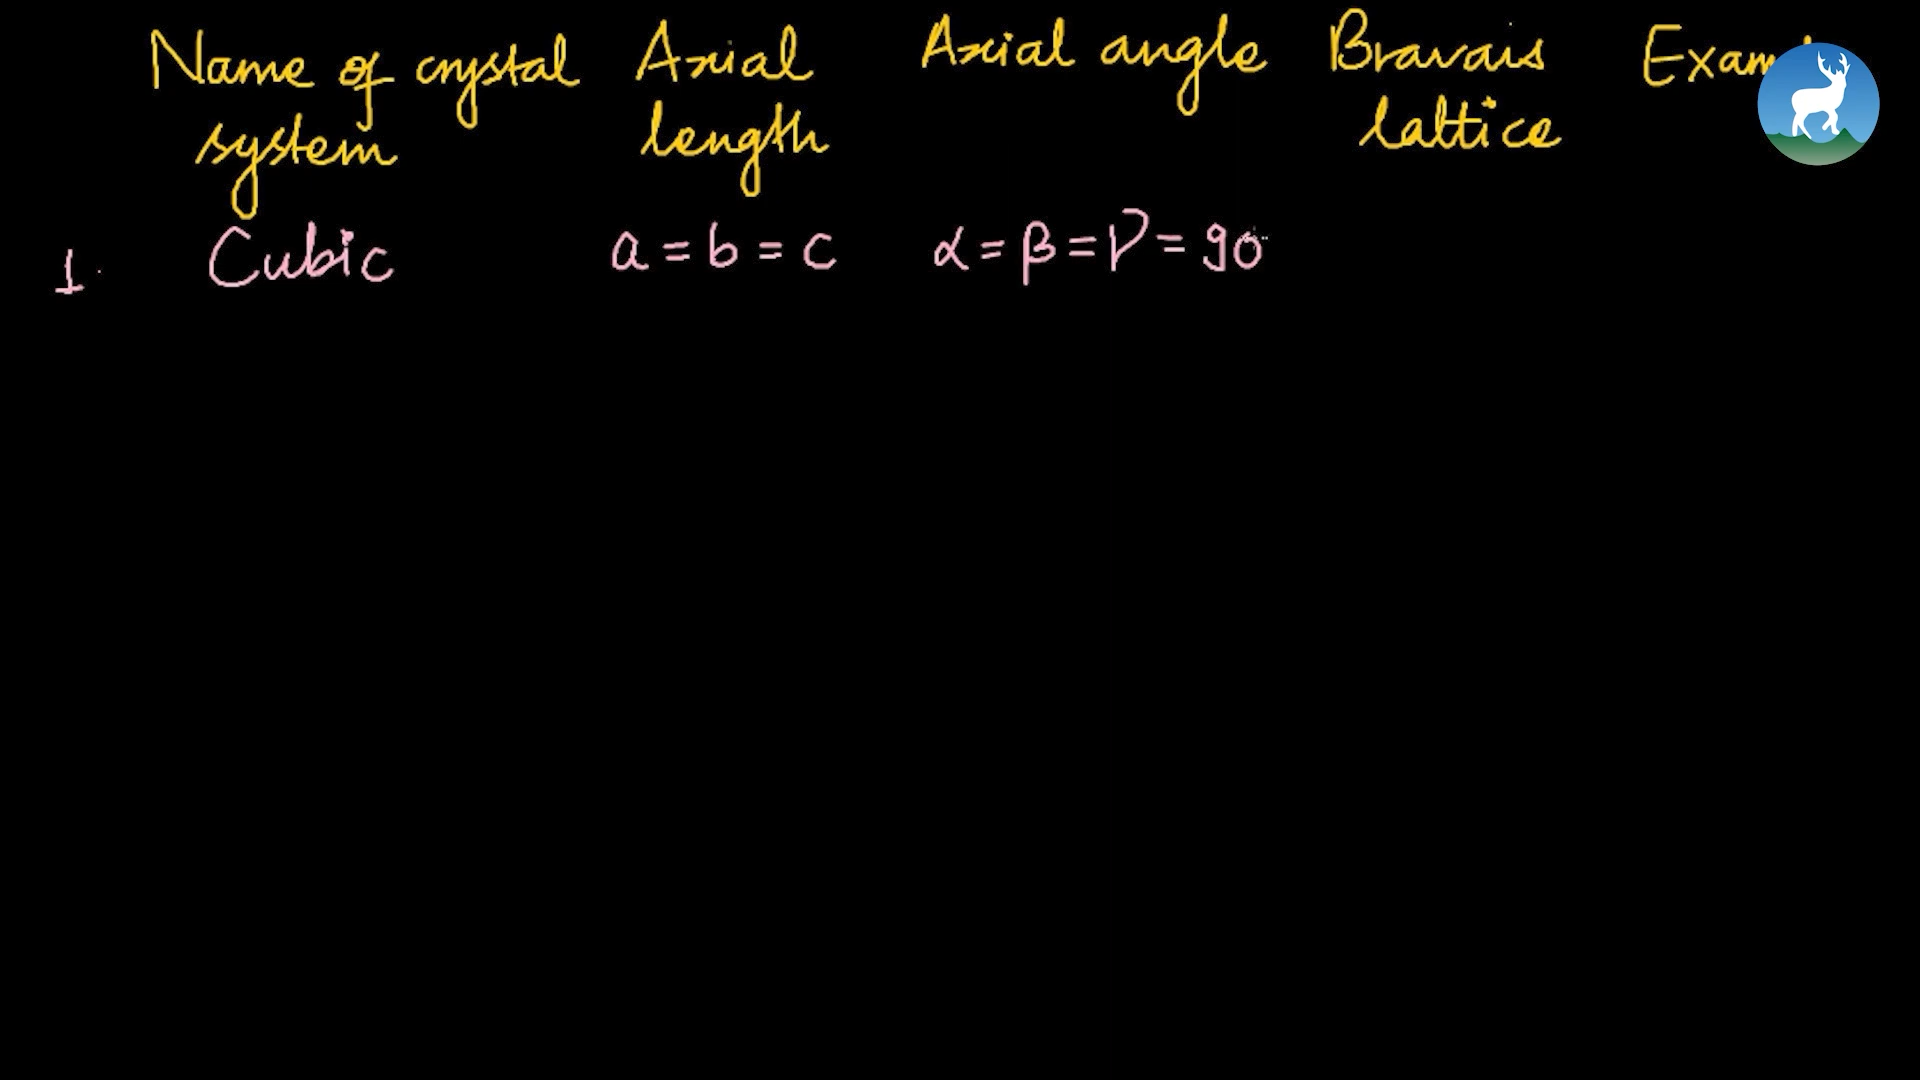 Name of crystal system
Axial length
Axial angle
Bravais lattice
1. Cubic a = b = c α = β = γ = 90